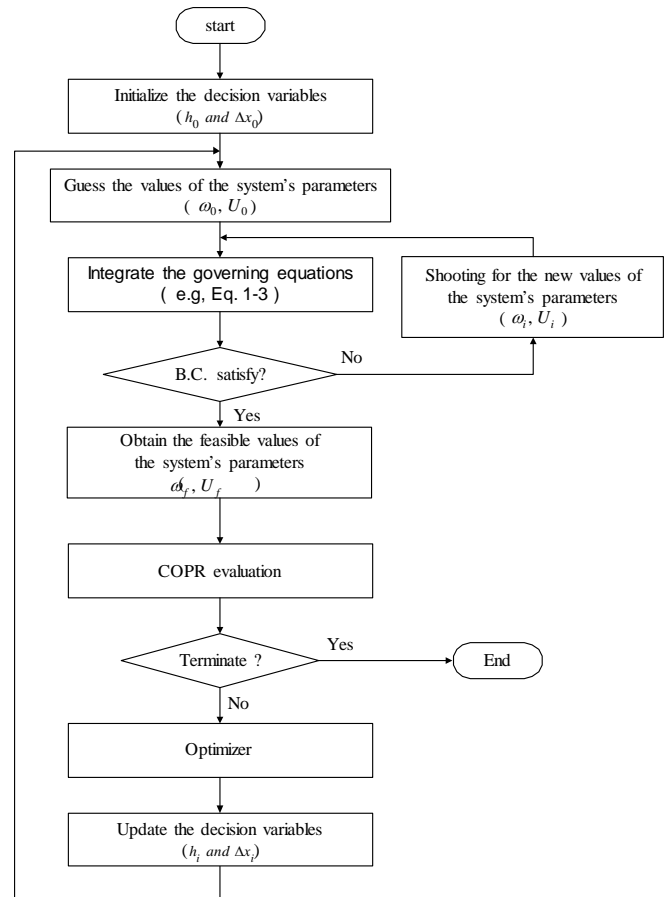 start
Initialize the decision variables
( h₀ and Δx₀)
Guess the values of the system's parameters
( ω₀, U₀ )
Integrate the governing equations
( e.g, Eq. 1-3 )
Shooting for the new values of
the system's parameters
( ωᵢ, Uᵢ )
B.C. satisfy?
No
Yes
Obtain the feasible values of
the system's parameters
(ω_f, U_f )
COPR evaluation
Terminate ?
Yes
End
No
Optimizer
Update the decision variables
(hᵢ and Δxᵢ)